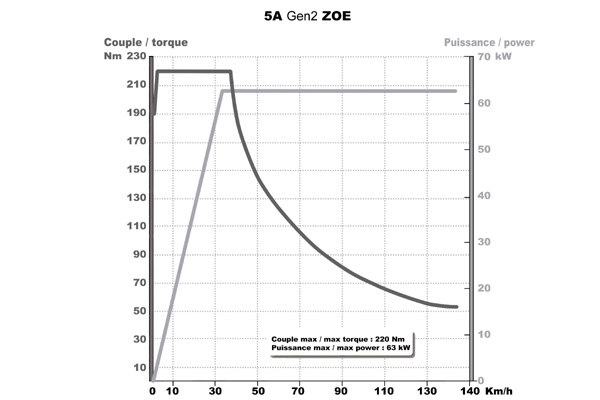 5A Gen2 ZOE
Couple / torque
Puissance / power
Nm 230
70 kW
210
60
190
170
50
150
130
40
110
30
90
70
20
50
30
10
10
0
Couple max / max torque : 220 Nm
Puissance max / max power : 63 kW
0 10 30 50 70 90 110 130 140 Km/h